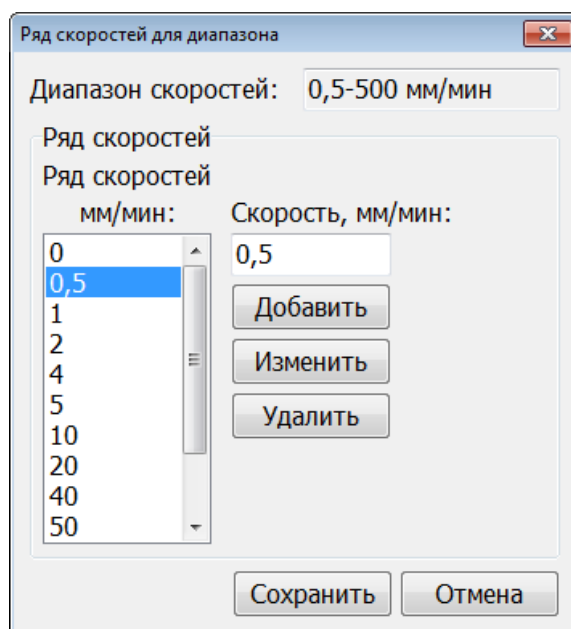 Ряд скоростей для диапазона
Диапазон скоростей: 0,5-500 мм/мин
Ряд скоростей
Ряд скоростей
мм/мин: Скорость, мм/мин:
0
0,5
0,5
1
Добавить
2
4
Изменить
5
Удалить
10
20
40
50
Сохранить Отмена